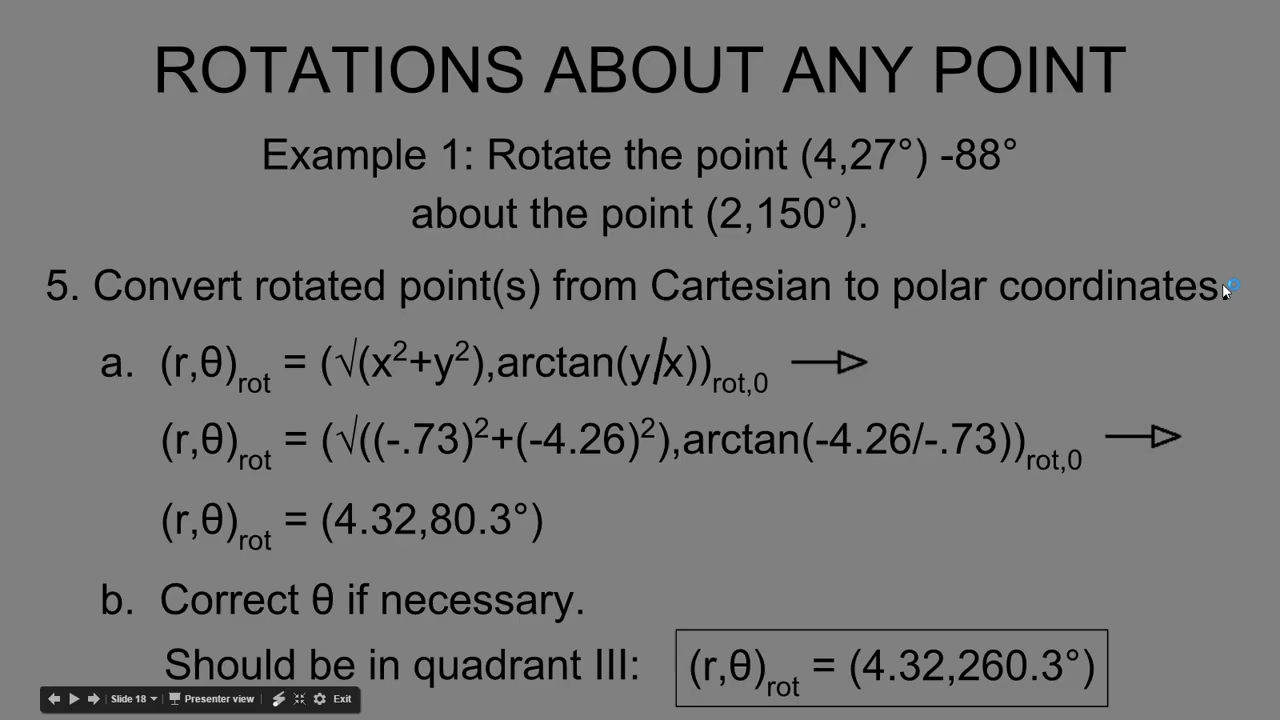 ROTATIONS ABOUT ANY POINT
Example 1: Rotate the point (4,27°) -88°
about the point (2,150°).
5. Convert rotated point(s) from Cartesian to polar coordinates.
a. (r,θ)rot = (√(x²+y²),arctan(y/x))rot,0
(r,θ)rot = (√((-.73)²+(-4.26)²),arctan(-4.26/-.73))rot,0
(r,θ)rot = (4.32,80.3°)
b. Correct θ if necessary.
Should be in quadrant III: (r,θ)rot = (4.32,260.3°)
Slide 18 Presenter view Exit